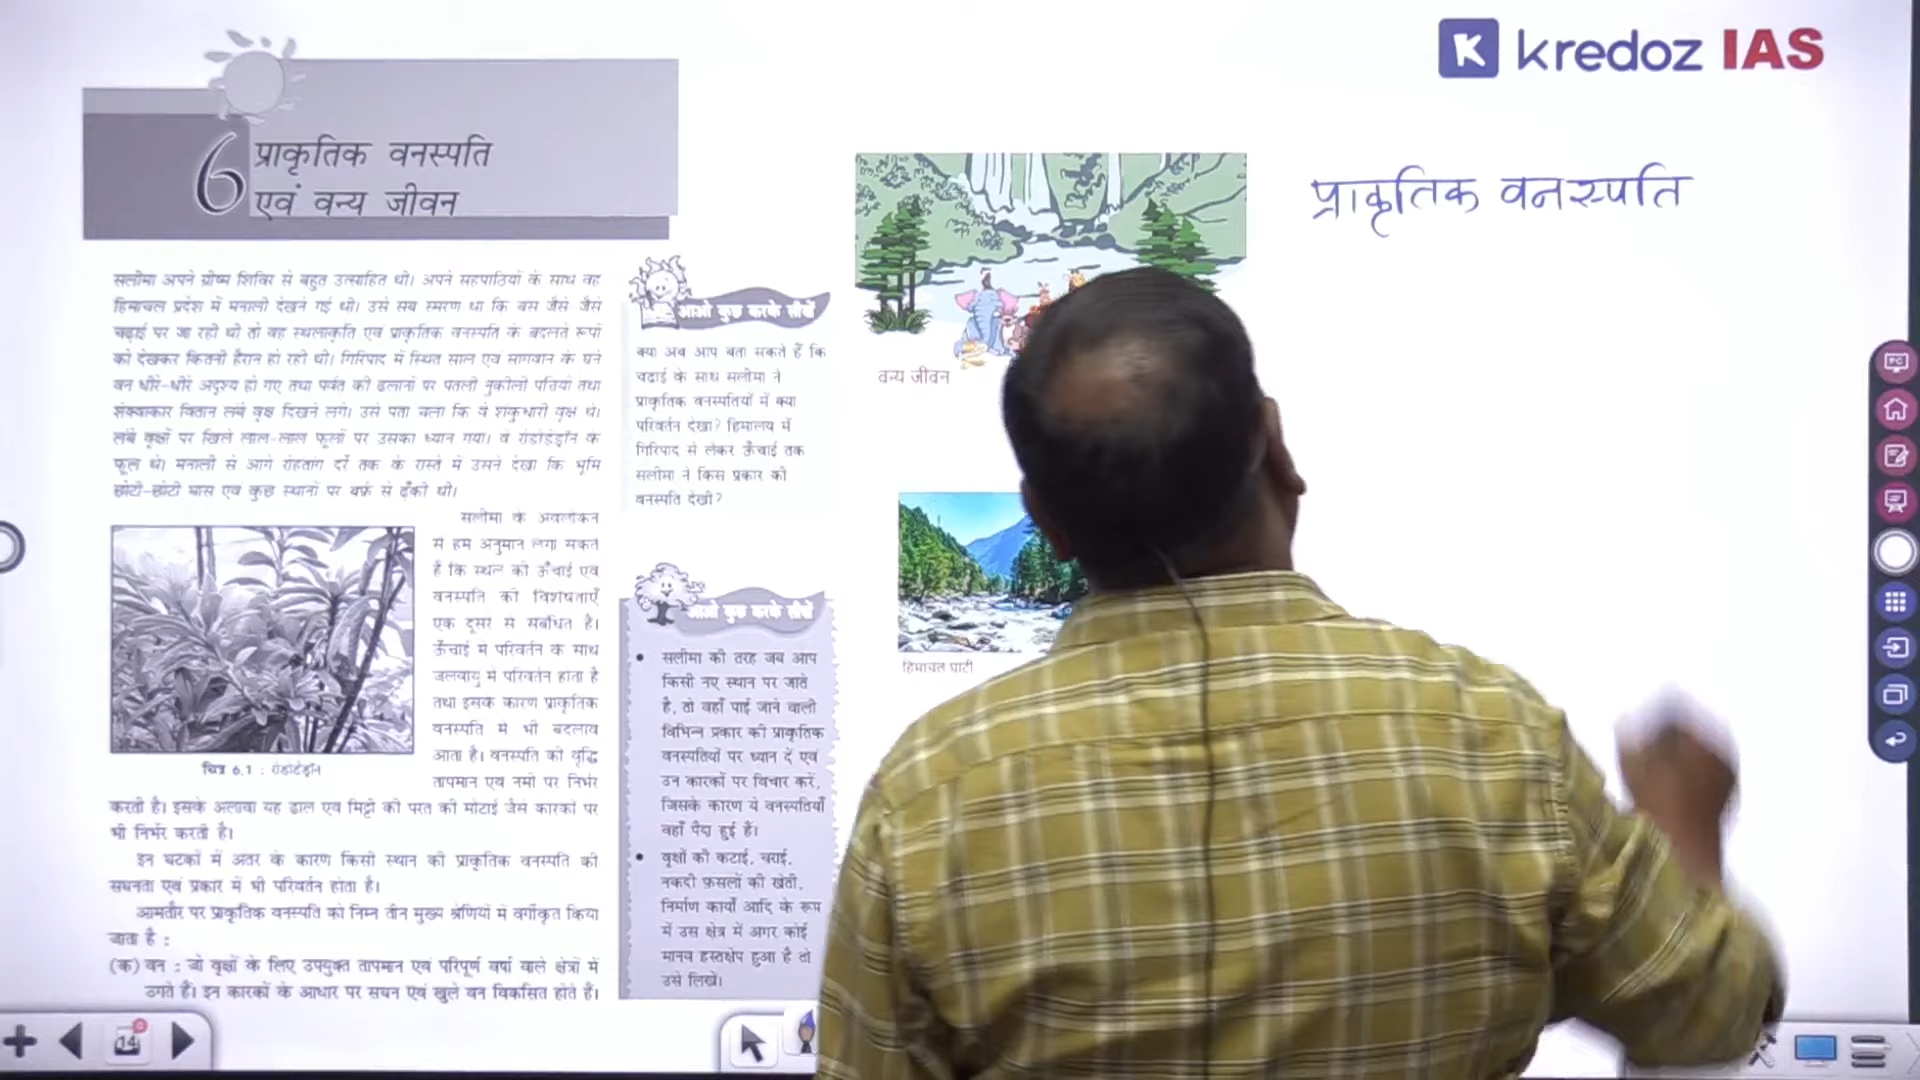 kredoz IAS
6
प्राकृतिक वनस्पति
एवं वन्य जीवन
सलीमा अपने ग्रीष्म शिविर से बहुत उत्साहित थी। अपने सहपाठियों के साथ वह
हिमाचल प्रदेश में मनाली देखने गई थी। उसे सब स्मरण था कि बस जैसे जैसे
चढ़ाई पर जा रही थी तो वह स्थलाकृति एवं प्राकृतिक वनस्पति के बदलते रूपों
को देखकर कितनी हैरान हो रही थी। गिरिपाद में स्थित साल एवं सागवान के घने
वन धीरे-धीरे अदृश्य हो गए तथा पर्वत की ढलानों पर पतली नुकीली पत्तियों तथा
शंक्वाकार वितान लंबे वृक्ष दिखने लगे। उसे पता चला कि वे शंकुधारी वृक्ष थे।
लंबे वृक्षों पर खिले लाल-लाल फूलों पर उसका ध्यान गया। वे रोडोडेंड्रॉन के
फूल थे। मनाली से आगे रोहतांग दर्रे तक के रास्ते में उसने देखा कि भूमि
छोटी-छोटी घास एवं कुछ स्थानों पर बर्फ़ से ढँकी थी।
सलीमा के अवलोकन
से हम अनुमान लगा सकते
हैं कि स्थल की ऊँचाई एवं
वनस्पति की विशेषताएँ
एक दूसरे से संबंधित हैं।
ऊँचाई में परिवर्तन के साथ
जलवायु में परिवर्तन होता है
तथा इसके कारण प्राकृतिक
वनस्पति में भी बदलाव
आता है। वनस्पति की वृद्धि
तापमान एवं नमी पर निर्भर
चित्र 6.1 : रोडोडेंड्रॉन
करती है। इसके अलावा यह ढाल एवं मिट्टी की परत की मोटाई जैसे कारकों पर
भी निर्भर करती है।
इन घटकों में अंतर के कारण किसी स्थान की प्राकृतिक वनस्पति की
सघनता एवं प्रकार में भी परिवर्तन होता है।
आमतौर पर प्राकृतिक वनस्पति को निम्न तीन मुख्य श्रेणियों में वर्गीकृत किया
जाता है :
(क) वन : जो वृक्षों के लिए उपयुक्त तापमान एवं परिपूर्ण वर्षा वाले क्षेत्रों में
उगते हैं। इन कारकों के आधार पर सघन एवं खुले वन विकसित होते हैं।
आओ कुछ करके सीखें
क्या अब आप बता सकते हैं कि
चढ़ाई के साथ सलीमा ने
प्राकृतिक वनस्पतियों में क्या
परिवर्तन देखा? हिमालय में
गिरिपाद से लेकर ऊँचाई तक
सलीमा ने किस प्रकार की
वनस्पति देखी?
आओ कुछ करके सीखें
• सलीमा की तरह जब आप
किसी नए स्थान पर जाते
है, तो वहाँ पाई जाने वाली
विभिन्न प्रकार की प्राकृतिक
वनस्पतियों पर ध्यान दें एवं
उन कारकों पर विचार करें,
जिसके कारण ये वनस्पतियाँ
वहाँ पैदा हुई हैं।
• वृक्षों की कटाई, चराई,
नकदी फ़सलों की खेती,
निर्माण कार्यों आदि के रूप
में उस क्षेत्र में अगर कोई
मानव हस्तक्षेप हुआ है तो
उसे लिखें।
वन्य जीवन
हिमाचल घाटी
प्राकृतिक वनस्पति
14
PC